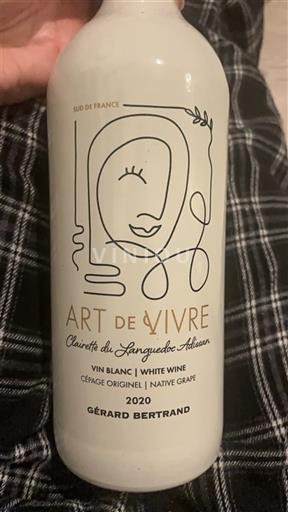 SUD DE FRANCE
VINIOU
ART DE VIVRE
Clairette du Languedoc Adissan
VIN BLANC | WHITE WINE
CÉPAGE ORIGINEL | NATIVE GRAPE
2020
GÉRARD BERTRAND